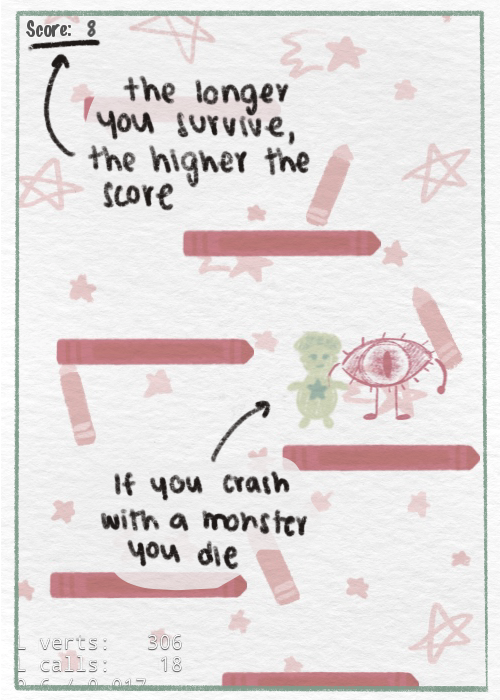 Score: 8
the longer
you survive,
the higher the
score
If you crash
with a monster
you die
L verts: 306
L calls: 18